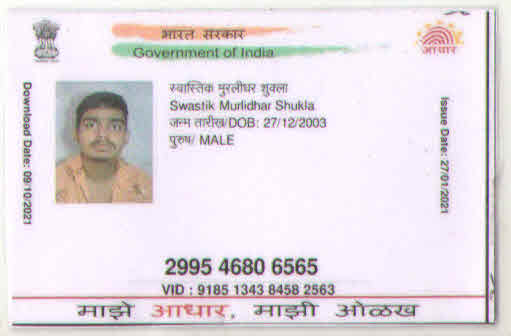 भारत सरकार
Government of India
आधार
Download Date: 09/10/2021
स्वास्तिक मुरलीधर शुक्ला
Swastik Murlidhar Shukla
जन्म तारीख/DOB: 27/12/2003
पुरुष/ MALE
Issue Date: 27/01/2021
2995 4680 6565
VID : 9185 1343 8458 2563
माझे आधार, माझी ओळख